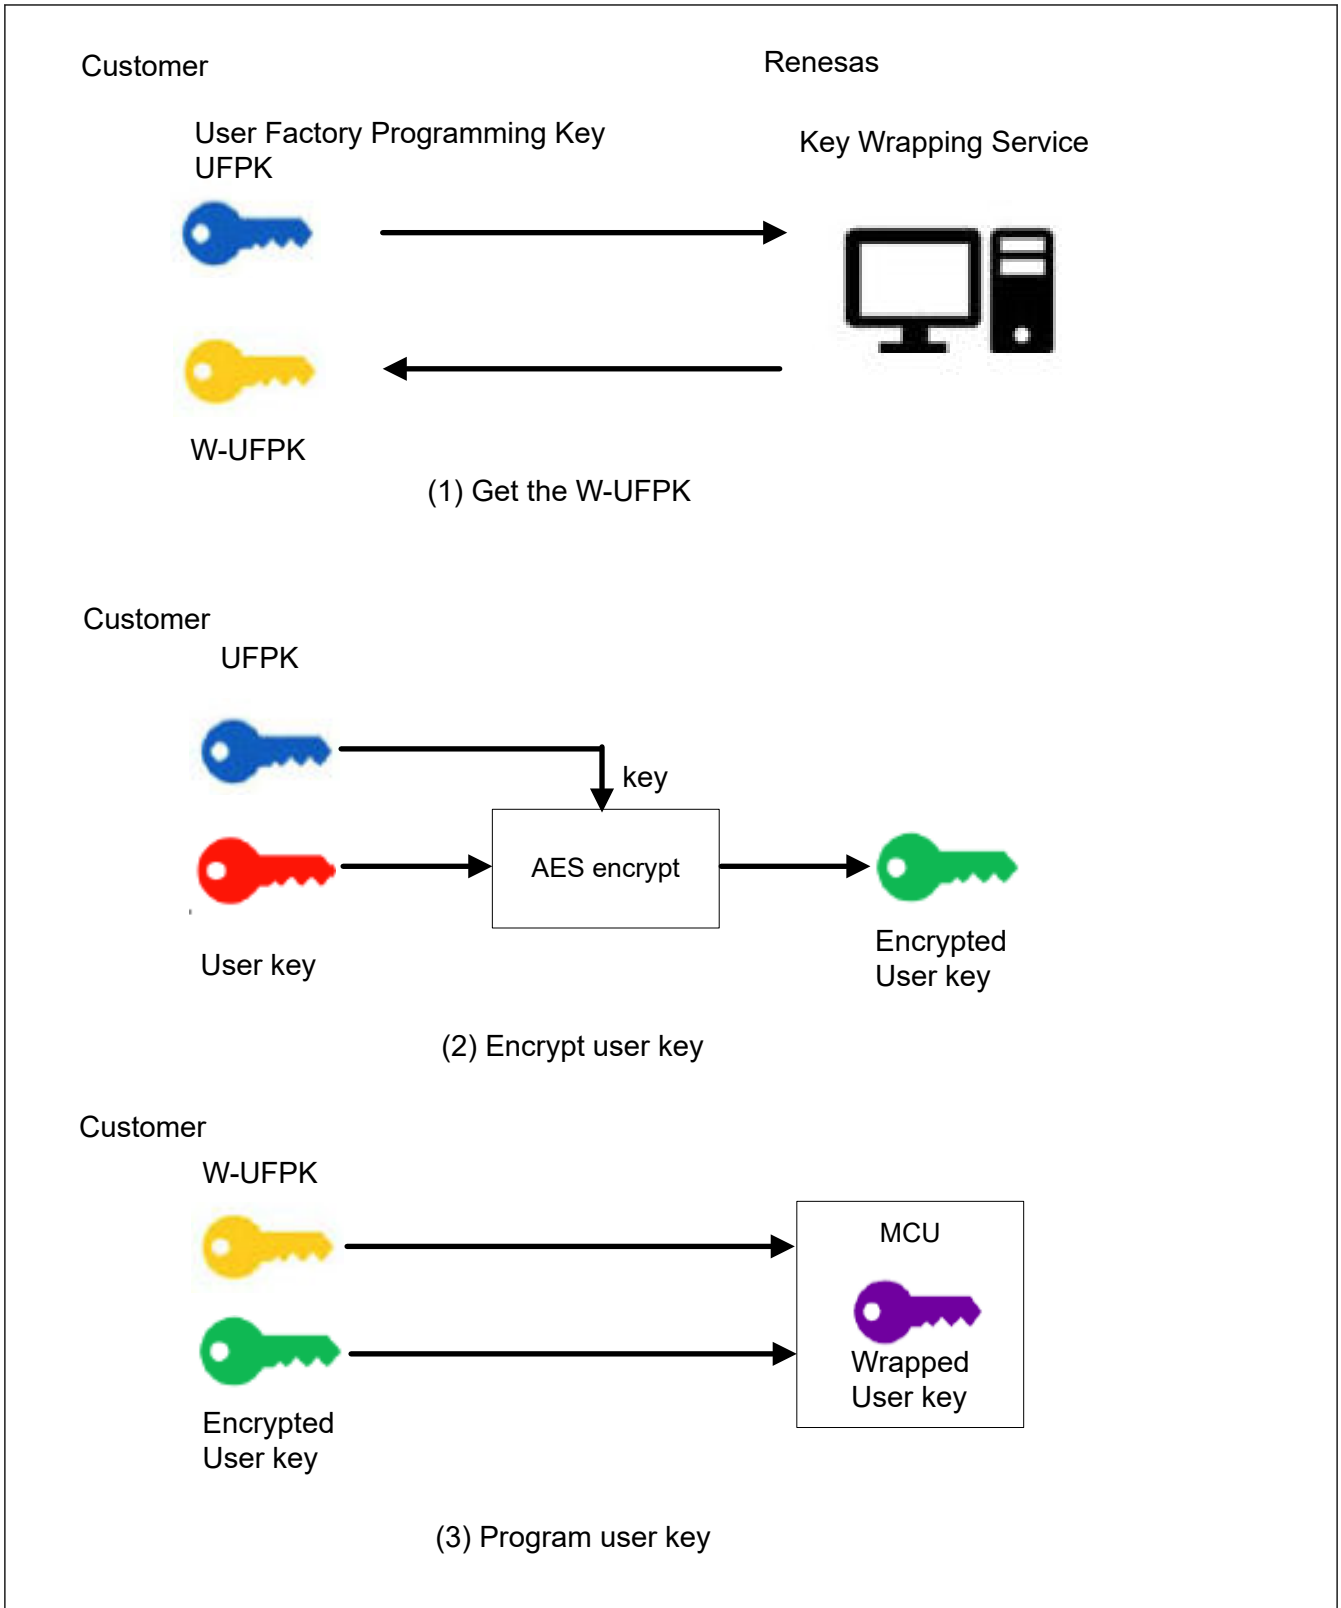 Customer
Renesas
User Factory Programming Key
UFPK
Key Wrapping Service
W-UFPK
(1) Get the W-UFPK
Customer
UFPK
key
AES encrypt
User key
Encrypted
User key
(2) Encrypt user key
Customer
W-UFPK
MCU
Wrapped
User key
Encrypted
User key
(3) Program user key